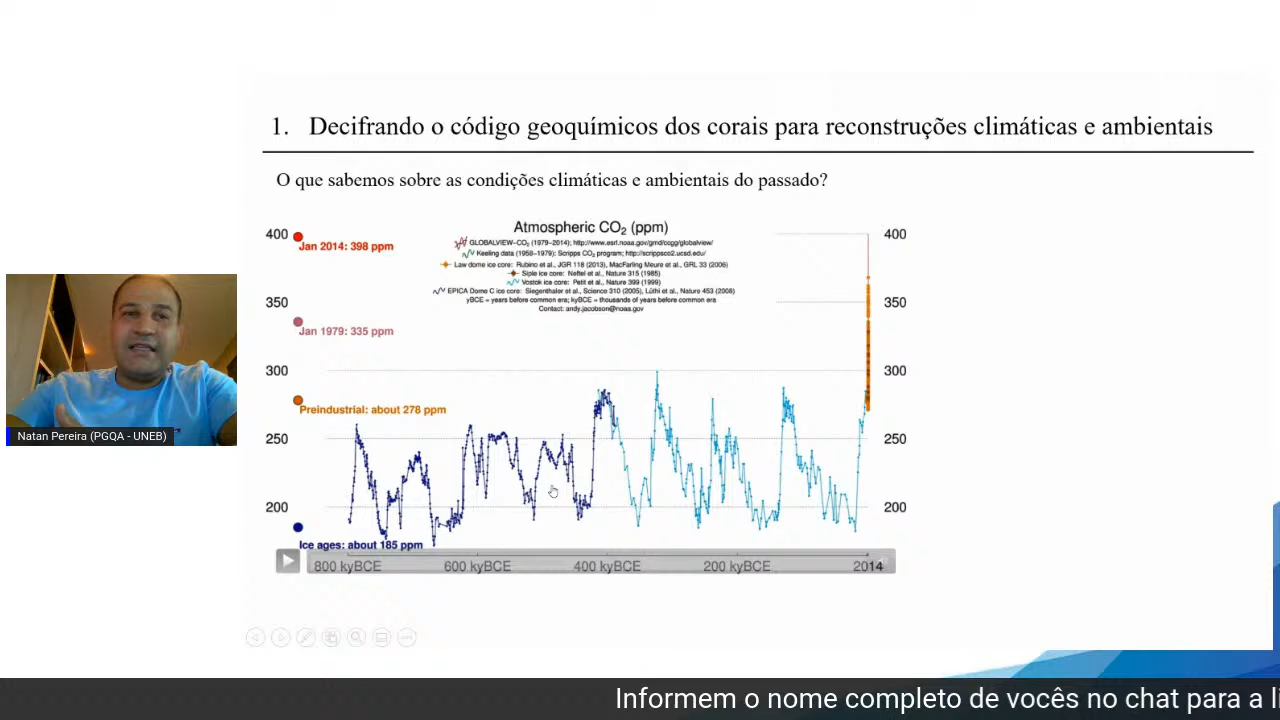 1. Decifrando o código geoquímicos dos corais para reconstruções climáticas e ambientais
O que sabemos sobre as condições climáticas e ambientais do passado?
Atmospheric CO₂ (ppm)
GLOBALVIEW-CO₂ (1979-2014); http://www.esrl.noaa.gov/gmd/ccgg/globalview/
Keeling data (1958-1979): Scripps CO₂ program; http://scrippsco2.ucsd.edu/
Law dome ice core: Rubino et al., JGR 118 (2013), MacFarling Meure et al., GRL 33 (2006)
Siple ice core: Neftel et al., Nature 315 (1985)
Vostok ice core: Petit et al., Nature 399 (1999)
EPICA Dome C ice core: Siegenthaler et al., Science 310 (2005), Lüthi et al., Nature 453 (2008)
yBCE = years before common era; kyBCE = thousands of years before common era
Contact: andy.jacobson@noaa.gov
400
Jan 2014: 398 ppm
400
350
350
Jan 1979: 335 ppm
300
300
Preindustrial: about 278 ppm
250
250
200
200
Ice ages: about 185 ppm
800 kyBCE 600 kyBCE 400 kyBCE 200 kyBCE 2014
Natan Pereira (PGQA - UNEB)
Informem o nome completo de vocês no chat para a li